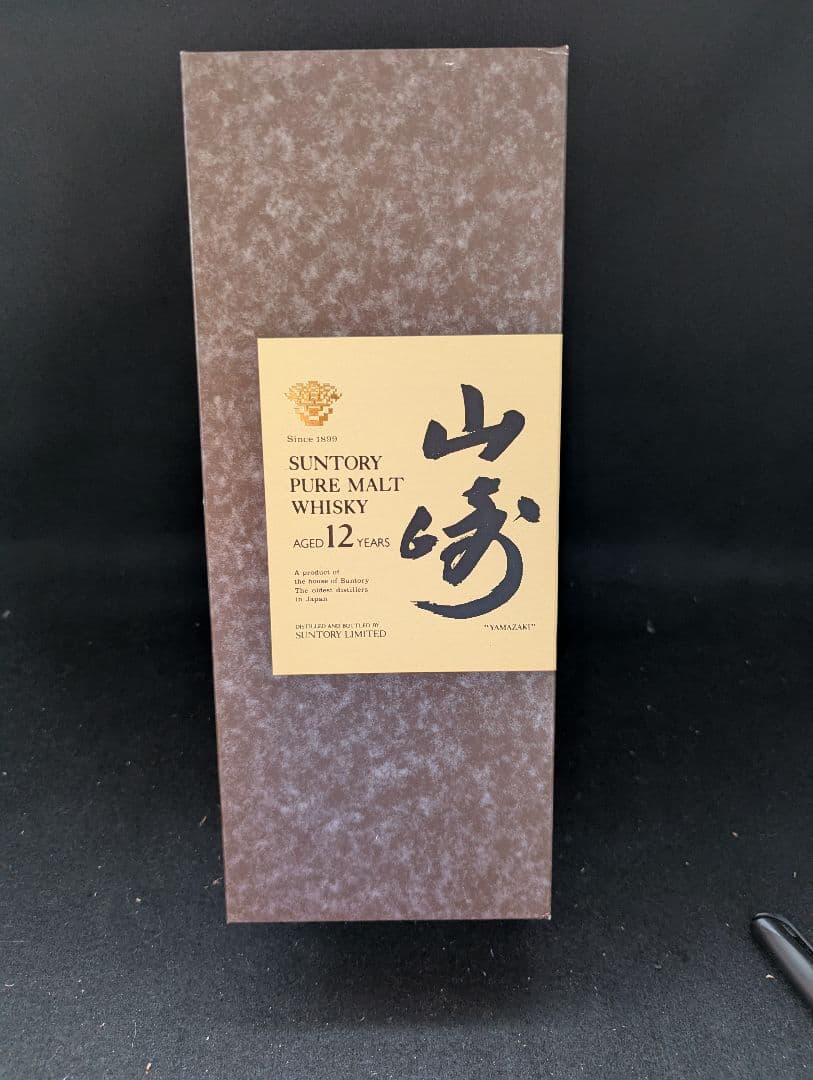 Since 1899
SUNTORY
PURE MALT
WHISKY
AGED 12 YEARS
A product of
the house of Suntory
The oldest distillers
in Japan
DISTILLED AND BOTTLED BY
SUNTORY LIMITED
山崎
"YAMAZAKI"